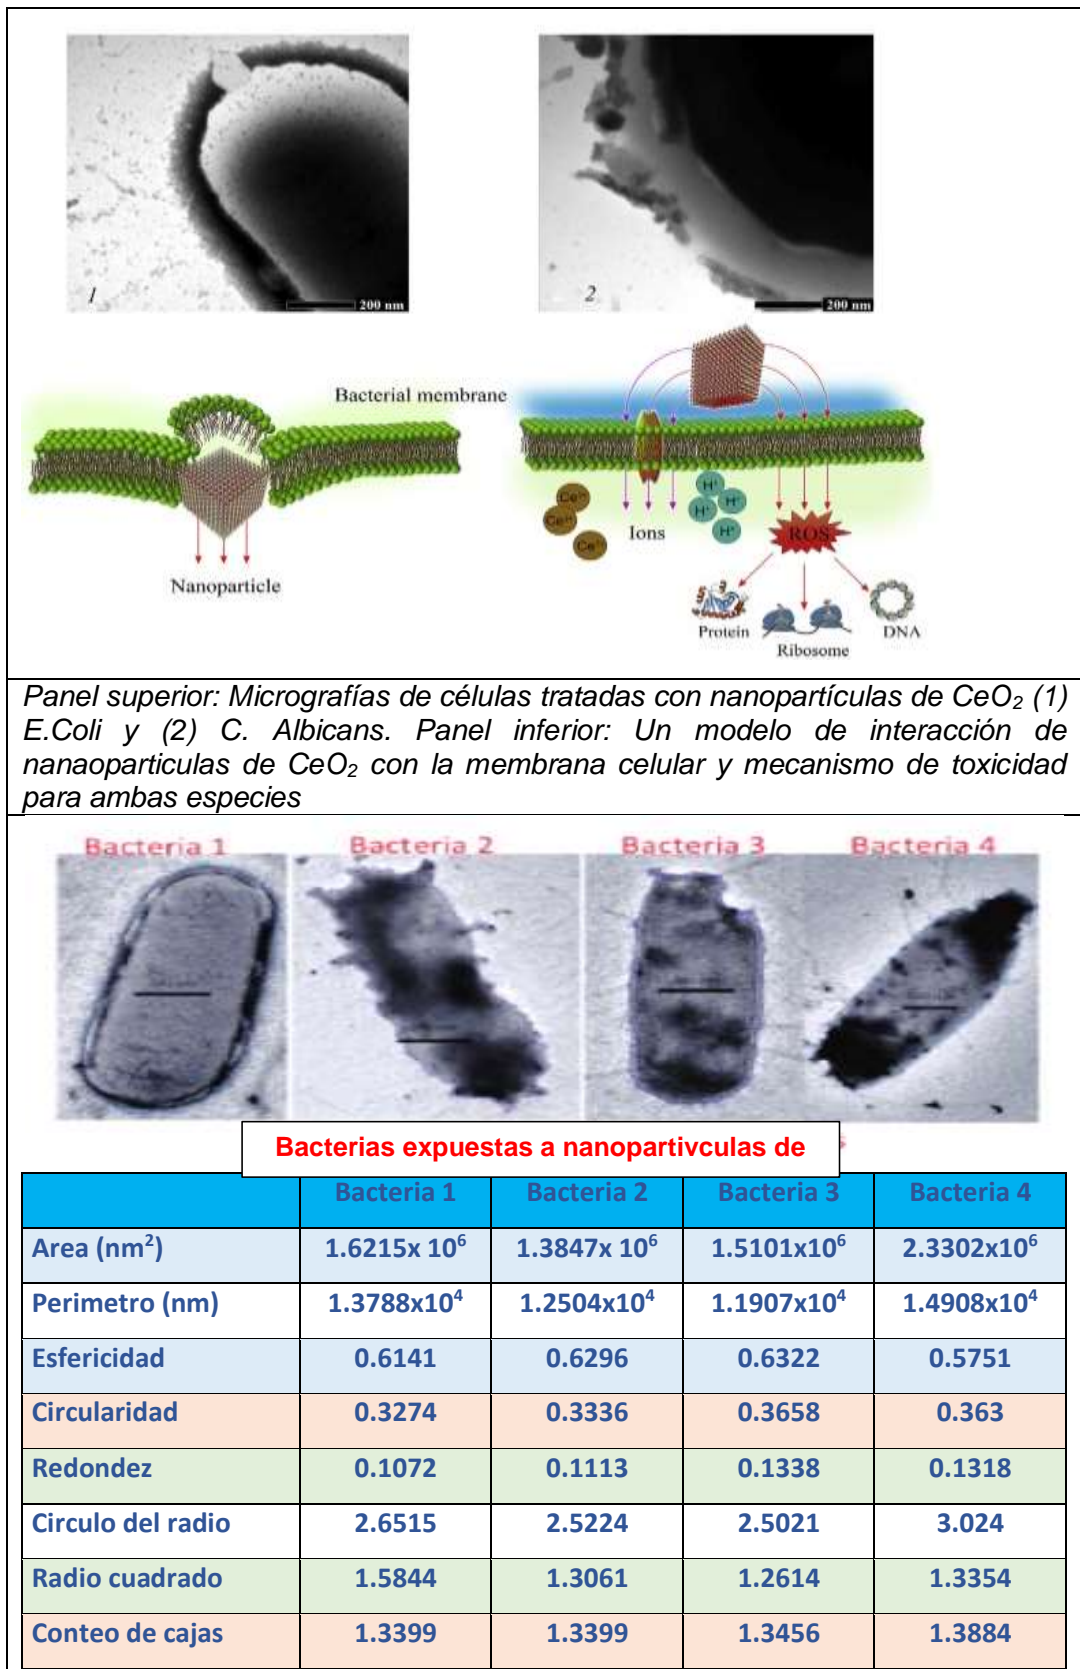 1
200 nm
2
200 nm
Bacterial membrane
Nanoparticle
Ions
H⁺
H⁺
H⁺
H⁺
ROS
Protein
Ribosome
DNA
Panel superior: Micrografías de células tratadas con nanopartículas de CeO₂ (1)
E.Coli y (2) C. Albicans. Panel inferior: Un modelo de interacción de
nanaoparticulas de CeO₂ con la membrana celular y mecanismo de toxicidad
para ambas especies
Bacteria 1 Bacteria 2 Bacteria 3 Bacteria 4
Bacterias expuestas a nanopartivculas de
Bacteria 1 Bacteria 2 Bacteria 3 Bacteria 4
Area (nm²) 1.6215x 10⁶ 1.3847x 10⁶ 1.5101x10⁶ 2.3302x10⁶
Perimetro (nm) 1.3788x10⁴ 1.2504x10⁴ 1.1907x10⁴ 1.4908x10⁴
Esfericidad 0.6141 0.6296 0.6322 0.5751
Circularidad 0.3274 0.3336 0.3658 0.363
Redondez 0.1072 0.1113 0.1338 0.1318
Circulo del radio 2.6515 2.5224 2.5021 3.024
Radio cuadrado 1.5844 1.3061 1.2614 1.3354
Conteo de cajas 1.3399 1.3399 1.3456 1.3884